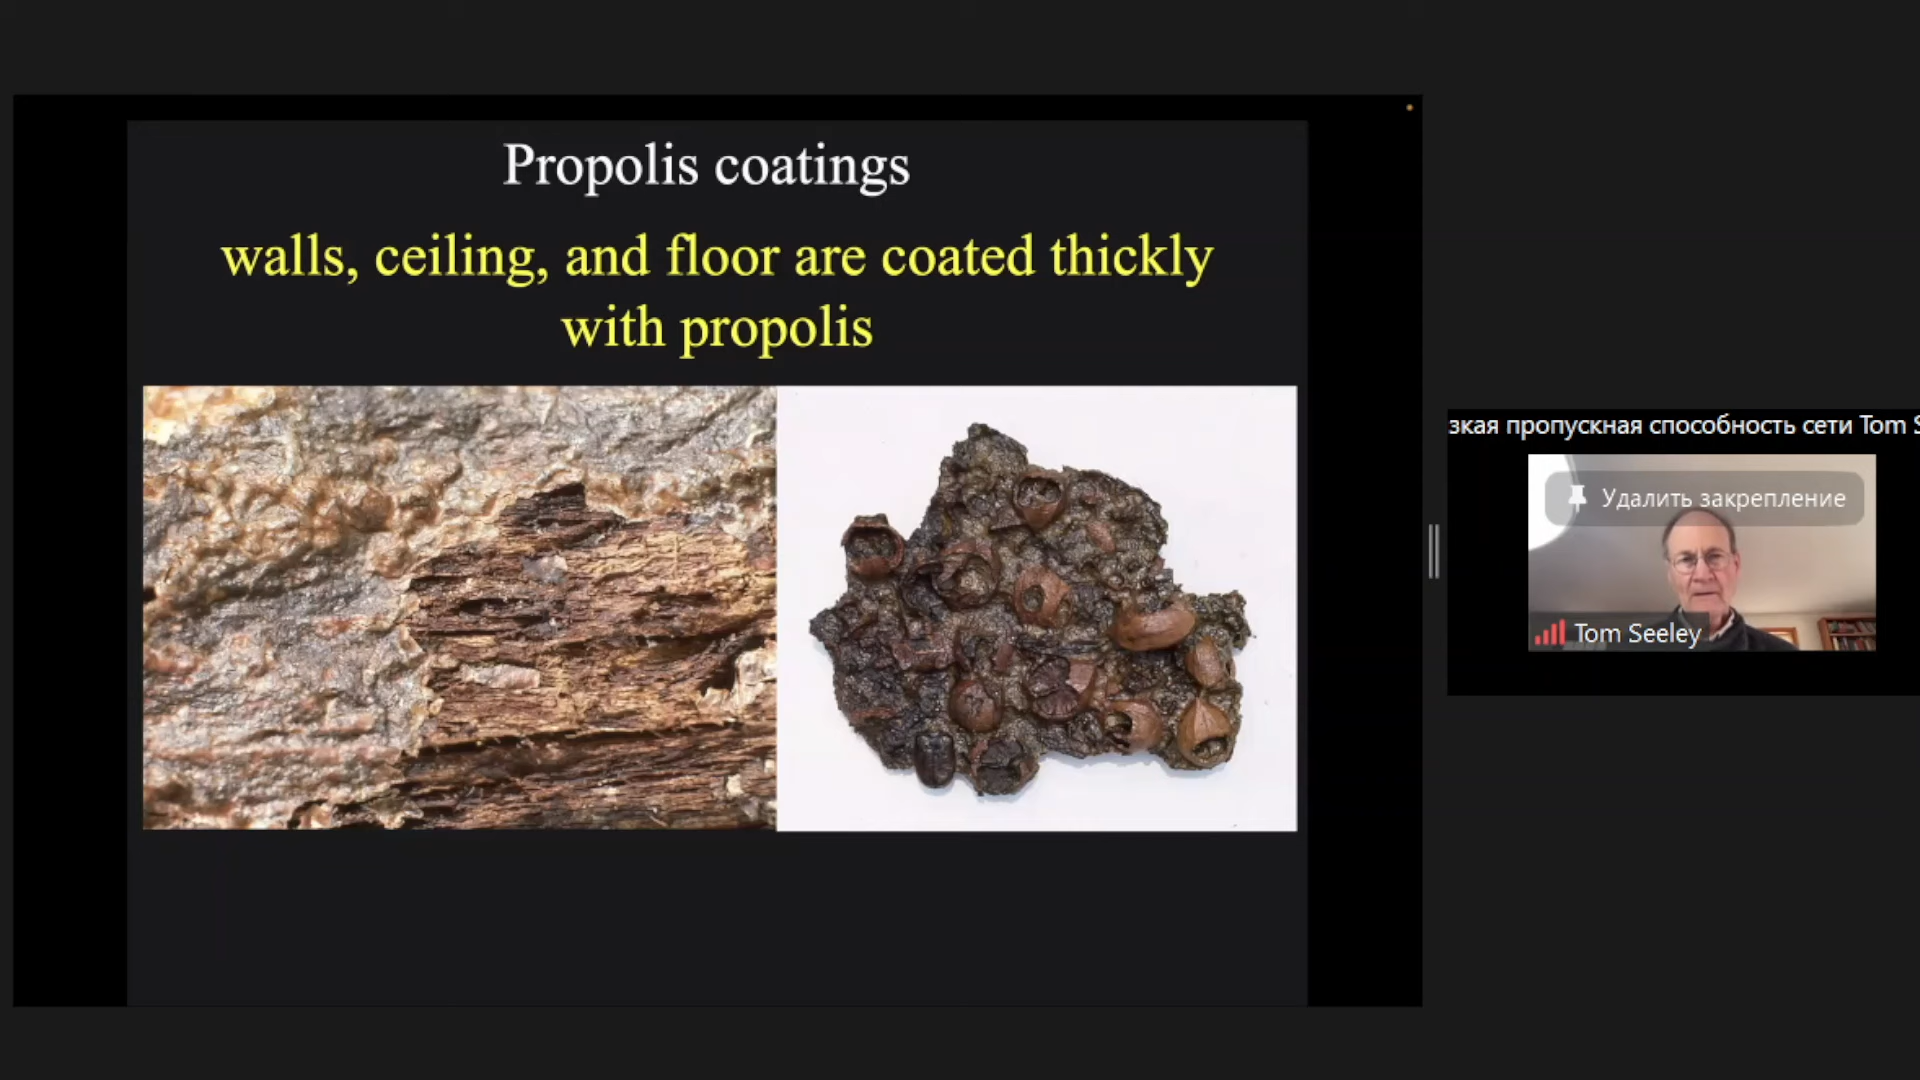 Propolis coatings
walls, ceiling, and floor are coated thickly
with propolis
зкая пропускная способность сети Tom S
Удалить закрепление
Tom Seeley